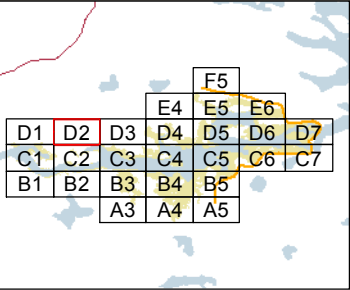 F5
E4 E5 E6
D1 D2 D3 D4 D5 D6 D7
C1 C2 C3 C4 C5 C6 C7
B1 B2 B3 B4 B5
A3 A4 A5